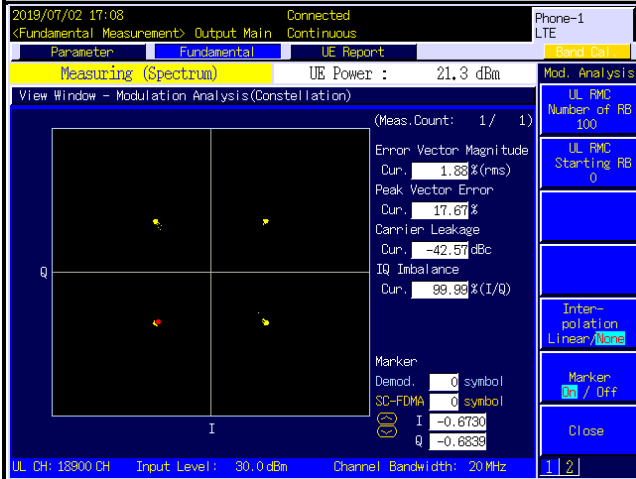 2019/07/02 17:08 Connected Phone-1
<Fundamental Measurement> Output Main Continuous LTE
Parameter Fundamental UE Report Band Cal.
Measuring (Spectrum) UE Power : 21.3 dBm Mod. Analysis
View Window - Modulation Analysis(Constellation)
UL RMC
Number of RB
100
(Meas.Count: 1/ 1)
Error Vector Magnitude
Cur. 1.88 %(rms)
UL RMC
Starting RB
0
Peak Vector Error
Cur. 17.67 %
Carrier Leakage
Cur. -42.57 dBc
IQ Imbalance
Cur. 99.99 %(I/Q)
Q
Inter-
polation
Linear/None
Marker
Demod. 0 symbol
SC-FDMA 0 symbol
I -0.6730
Q -0.6839
Marker
On / Off
I
Close
UL CH: 18900 CH Input Level: 30.0 dBm Channel Bandwidth: 20 MHz 1 2